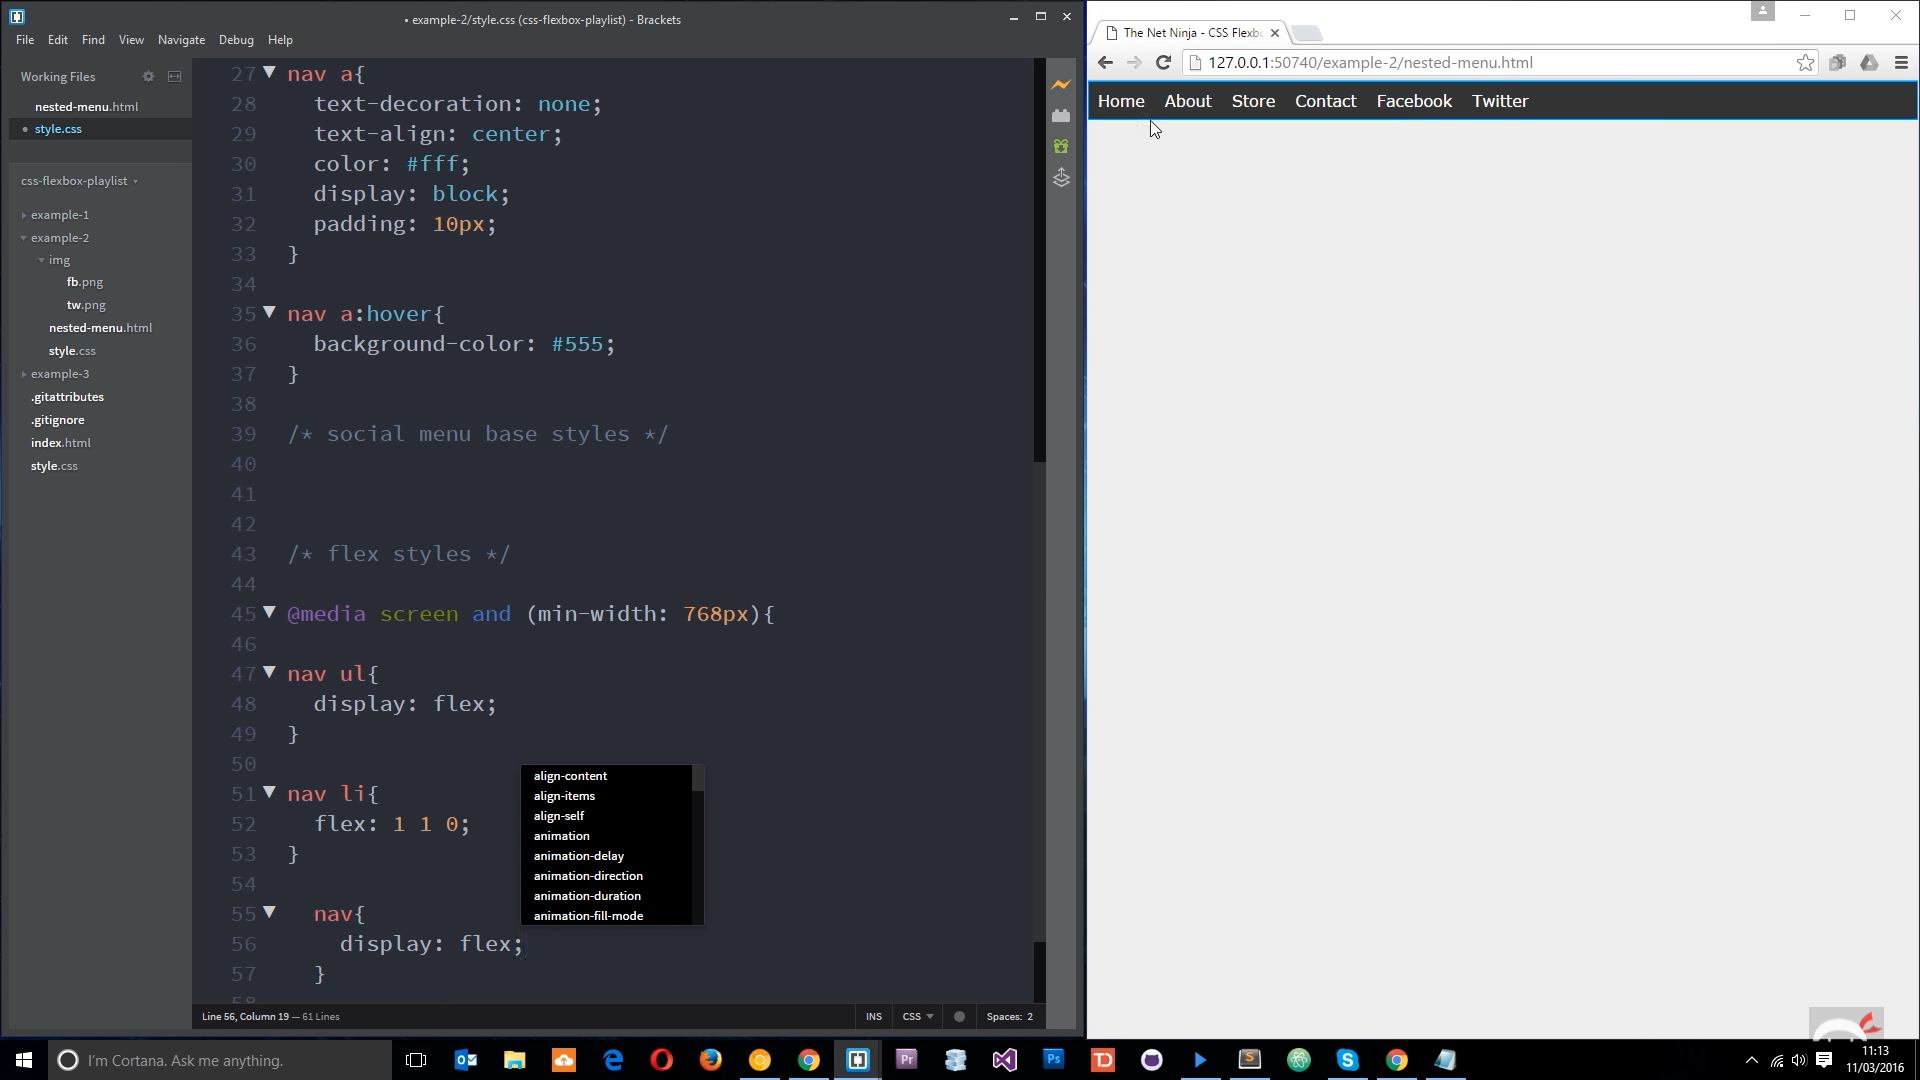 • example-2/style.css (css-flexbox-playlist) - Brackets
File Edit Find View Navigate Debug Help
Working Files
nested-menu.html
style.css
css-flexbox-playlist
example-1
example-2
img
fb.png
tw.png
nested-menu.html
style.css
example-3
.gitattributes
.gitignore
index.html
style.css
27 nav a{
28 text-decoration: none;
29 text-align: center;
30 color: #fff;
31 display: block;
32 padding: 10px;
33 }
34
35 nav a:hover{
36 background-color: #555;
37 }
38
39 /* social menu base styles */
40
41
42
43 /* flex styles */
44
45 @media screen and (min-width: 768px){
46
47 nav ul{
48 display: flex;
49 }
50
51 nav li{
52 flex: 1 1 0;
53 }
54
55 nav{
56 display: flex;
57 }
58
align-content
align-items
align-self
animation
animation-delay
animation-direction
animation-duration
animation-fill-mode
Line 56, Column 19 — 61 Lines
INS CSS Spaces: 2
The Net Ninja - CSS Flexb
127.0.0.1:50740/example-2/nested-menu.html
Home About Store Contact Facebook Twitter
I'm Cortana. Ask me anything.
Pr
Ps
11:13
11/03/2016